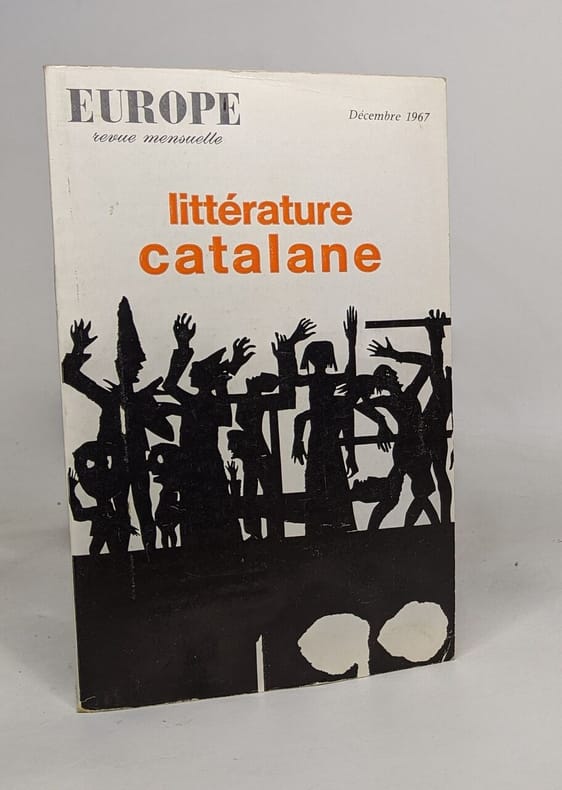 EUROPE
revue mensuelle
Décembre 1967
littérature
catalane